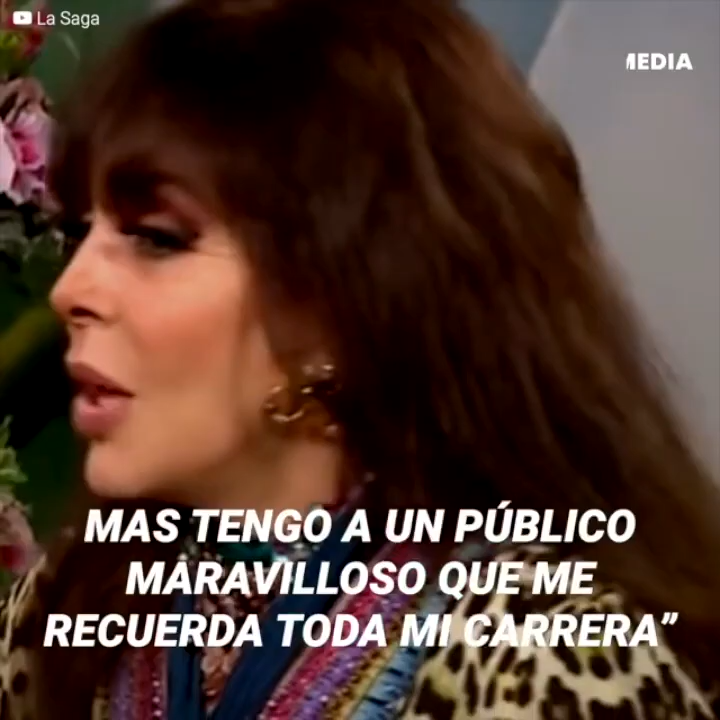 La Saga
MEDIA
MAS TENGO A UN PÚBLICO
MARAVILLOSO QUE ME
RECUERDA TODA MI CARRERA”